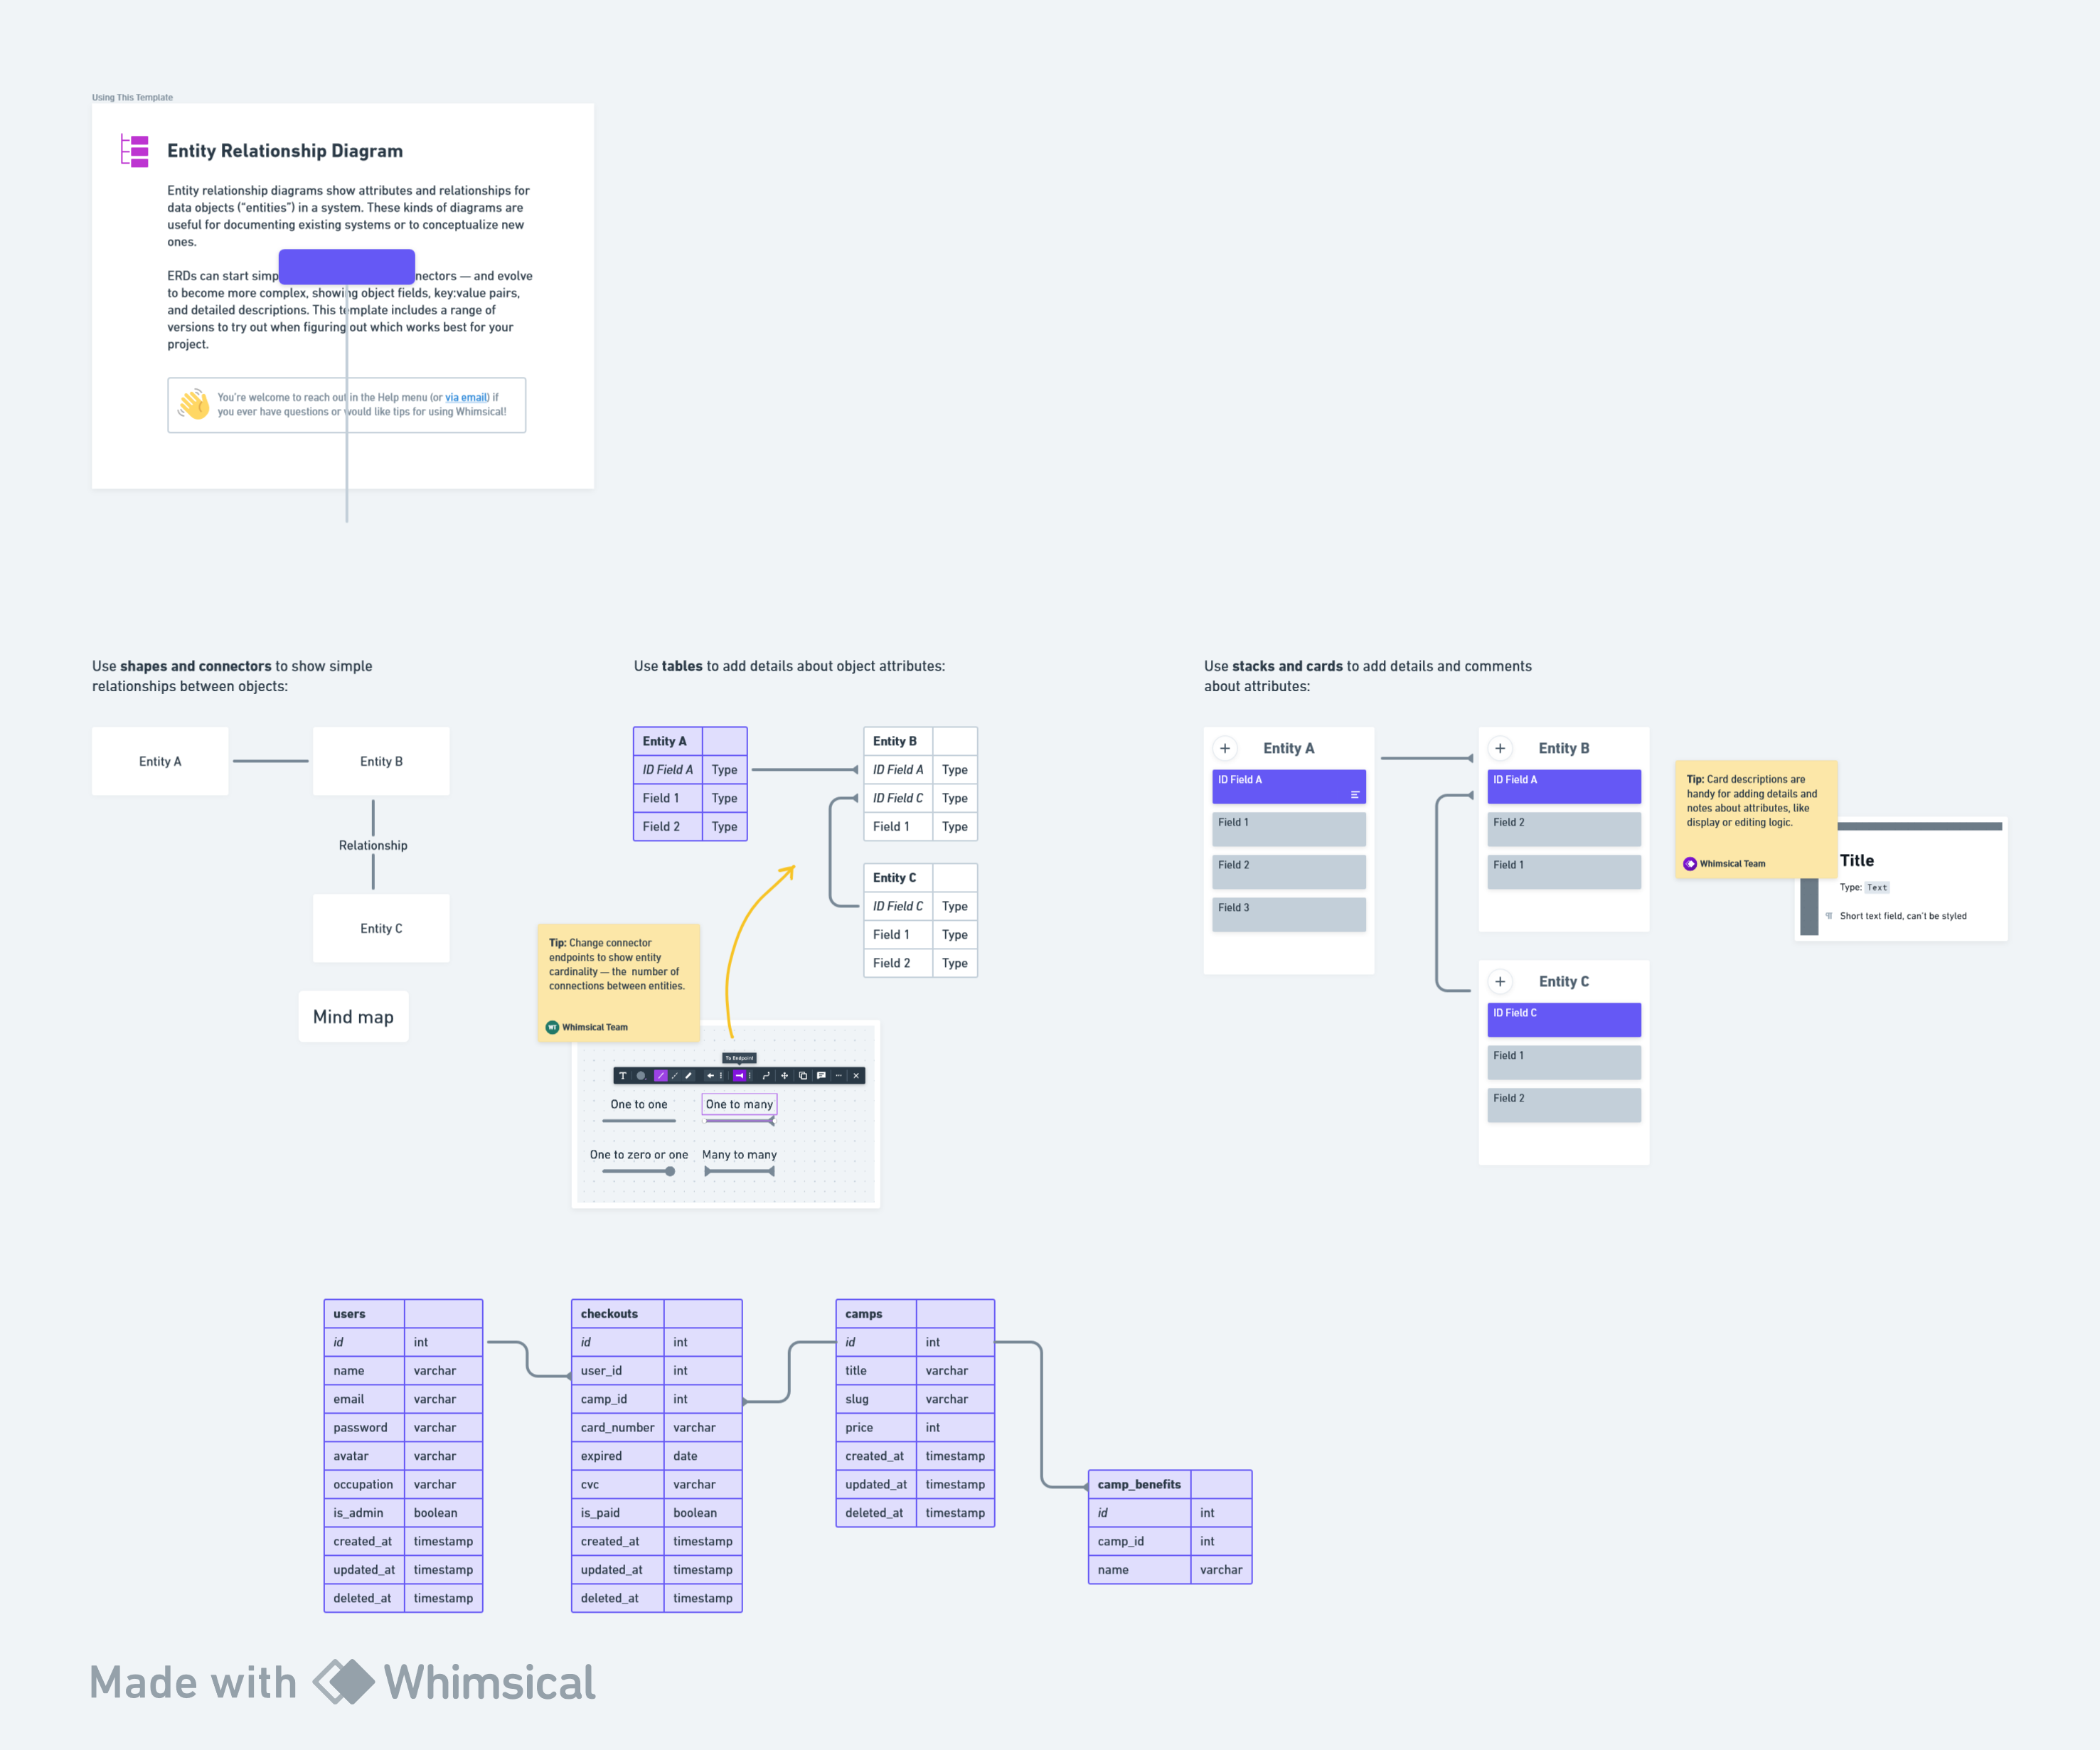 Using This Template
Entity Relationship Diagram
Entity relationship diagrams show attributes and relationships for
data objects (“entities”) in a system. These kinds of diagrams are
useful for documenting existing systems or to conceptualize new
ones.
ERDs can start simp nectors — and evolve
to become more complex, showing object fields, key:value pairs,
and detailed descriptions. This template includes a range of
versions to try out when figuring out which works best for your
project.
You’re welcome to reach out in the Help menu (or via email) if
you ever have questions or would like tips for using Whimsical!
Use shapes and connectors to show simple
relationships between objects:
Entity A
Entity B
Relationship
Entity C
Mind map
Use tables to add details about object attributes:
Entity A
ID Field A Type
Field 1 Type
Field 2 Type
Entity B
ID Field A Type
ID Field C Type
Field 1 Type
Entity C
ID Field C Type
Field 1 Type
Field 2 Type
Tip: Change connector
endpoints to show entity
cardinality — the number of
connections between entities.
WT Whimsical Team
To Endpoint
T
One to one
One to many
One to zero or one
Many to many
Use stacks and cards to add details and comments
about attributes:
Entity A
ID Field A
Field 1
Field 2
Field 3
Entity B
ID Field A
Field 2
Field 1
Entity C
ID Field C
Field 1
Field 2
Tip: Card descriptions are
handy for adding details and
notes about attributes, like
display or editing logic.
Whimsical Team
Title
Type: Text
Short text field, can't be styled
users
id int
name varchar
email varchar
password varchar
avatar varchar
occupation varchar
is_admin boolean
created_at timestamp
updated_at timestamp
deleted_at timestamp
checkouts
id int
user_id int
camp_id int
card_number varchar
expired date
cvc varchar
is_paid boolean
created_at timestamp
updated_at timestamp
deleted_at timestamp
camps
id int
title varchar
slug varchar
price int
created_at timestamp
updated_at timestamp
deleted_at timestamp
camp_benefits
id int
camp_id int
name varchar
Made with Whimsical